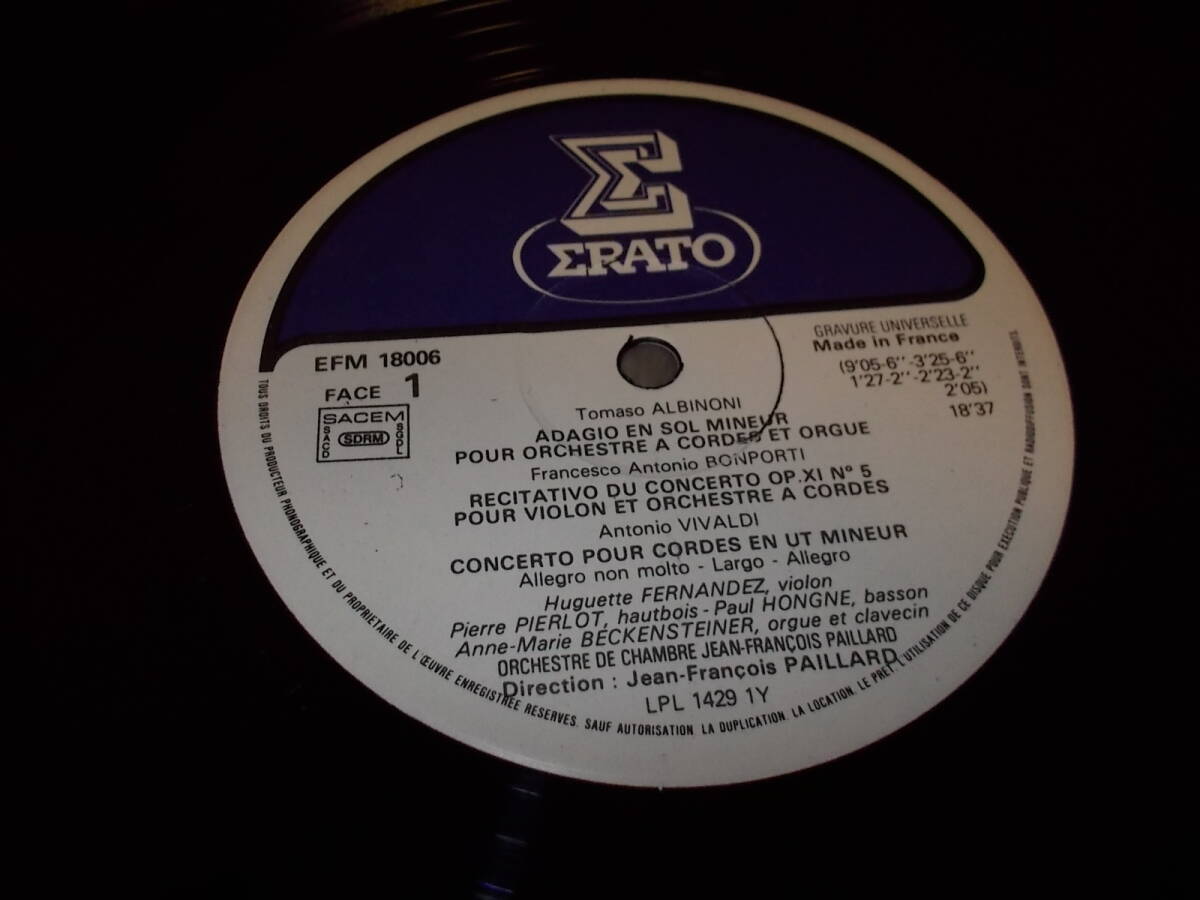 Σ
ΣRATO
EFM 18006
FACE 1
SACEM
SACD
SDRM
SGDL
GRAVURE UNIVERSELLE
Made in France
(9'05-6''-3'25-6''
1'27-2''-2'23-2''
2'05)
18'37
Tomaso ALBINONI
ADAGIO EN SOL MINEUR
POUR ORCHESTRE A CORDES ET ORGUE
Francesco Antonio BONPORTI
RECITATIVO DU CONCERTO OP.XI N° 5
POUR VIOLON ET ORCHESTRE A CORDES
Antonio VIVALDI
CONCERTO POUR CORDES EN UT MINEUR
Allegro non molto - Largo - Allegro
Huguette FERNANDEZ, violon
Pierre PIERLOT, hautbois - Paul HONGNE, basson
Anne-Marie BECKENSTEINER, orgue et clavecin
ORCHESTRE DE CHAMBRE JEAN-FRANÇOIS PAILLARD
Direction : Jean-François PAILLARD
LPL 1429 1Y
TOUS DROITS DU PRODUCTEUR PHONOGRAPHIQUE ET DU PROPRIETAIRE DE L'ŒUVRE ENREGISTREE RESERVES. SAUF AUTORISATION, LA DUPLICATION, LA LOCATION, LE PRET, L'UTILISATION DE CE DISQUE POUR EXECUTION PUBLIQUE ET RADIODIFFUSION SONT INTERDITS